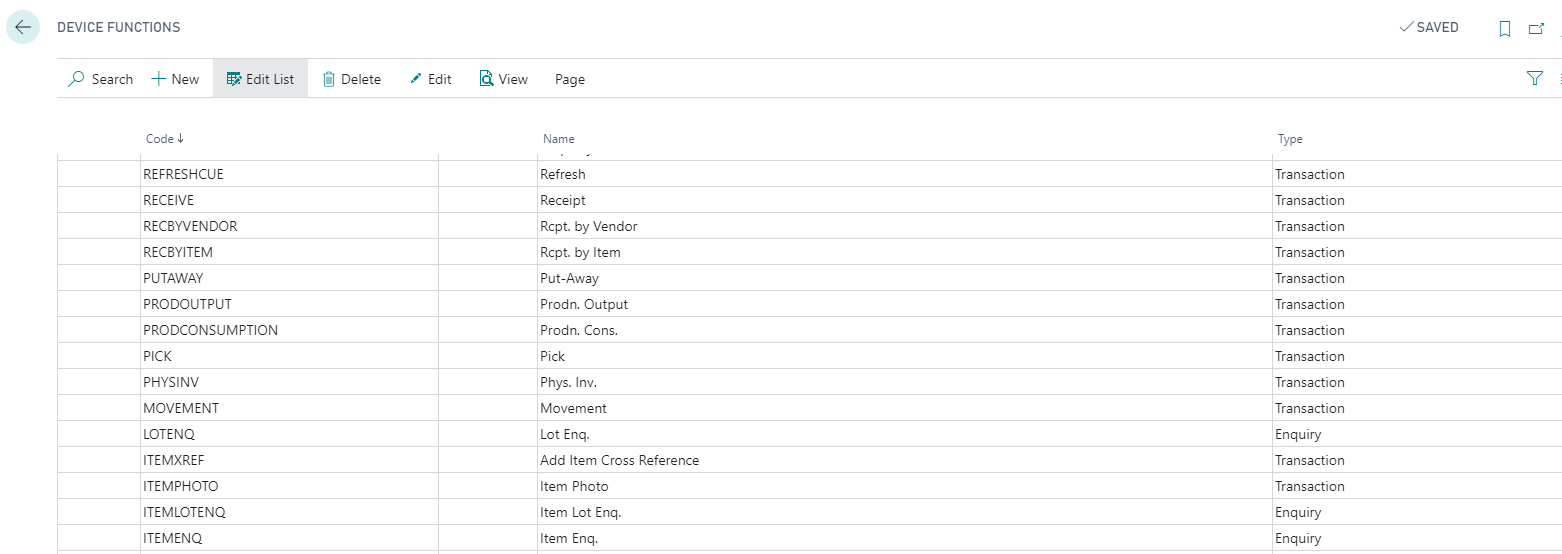 DEVICE FUNCTIONS SAVED
Search New Edit List Delete Edit View Page
Code Name Type
REFRESHCUE Refresh Transaction
RECEIVE Receipt Transaction
RECBYVENDOR Rcpt. by Vendor Transaction
RECBYITEM Rcpt. by Item Transaction
PUTAWAY Put-Away Transaction
PRODOUTPUT Prodn. Output Transaction
PRODCONSUMPTION Prodn. Cons. Transaction
PICK Pick Transaction
PHYSINV Phys. Inv. Transaction
MOVEMENT Movement Transaction
LOTENQ Lot Enq. Enquiry
ITEMXREF Add Item Cross Reference Transaction
ITEMPHOTO Item Photo Transaction
ITEMLOTENQ Item Lot Enq. Enquiry
ITEMENQ Item Enq. Enquiry